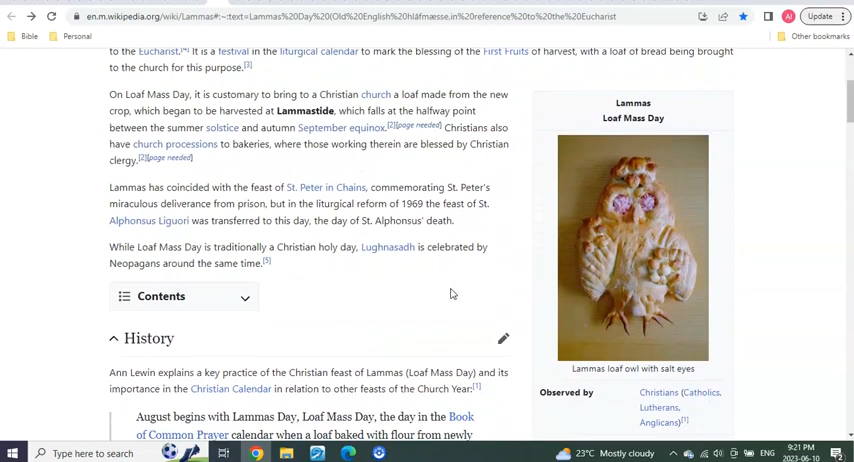 en.m.wikipedia.org/wiki/Lammas#:~:text=Lammas%20Day%20(Old%20English%20hlāfmæsse,in%20reference%20to%20the%20Eucharist
AI
Update
Bible
Personal
Other bookmarks
to the Eucharist.[4] It is a festival in the liturgical calendar to mark the blessing of the First Fruits of harvest, with a loaf of bread being brought
to the church for this purpose.[3]
On Loaf Mass Day, it is customary to bring to a Christian church a loaf made from the new
crop, which began to be harvested at Lammastide, which falls at the halfway point
between the summer solstice and autumn September equinox.[2][page needed] Christians also
have church processions to bakeries, where those working therein are blessed by Christian
clergy.[2][page needed]
Lammas has coincided with the feast of St. Peter in Chains, commemorating St. Peter's
miraculous deliverance from prison, but in the liturgical reform of 1969 the feast of St.
Alphonsus Liguori was transferred to this day, the day of St. Alphonsus' death.
While Loaf Mass Day is traditionally a Christian holy day, Lughnasadh is celebrated by
Neopagans around the same time.[5]
Contents
History
Ann Lewin explains a key practice of the Christian feast of Lammas (Loaf Mass Day) and its
importance in the Christian Calendar in relation to other feasts of the Church Year:[1]
August begins with Lammas Day, Loaf Mass Day, the day in the Book
of Common Prayer calendar when a loaf baked with flour from newly
Lammas
Loaf Mass Day
Lammas loaf owl with salt eyes
Observed by
Christians (Catholics,
Lutherans,
Anglicans)[1]
Type here to search
23°C Mostly cloudy
ENG
9:21 PM
2023-06-10
2